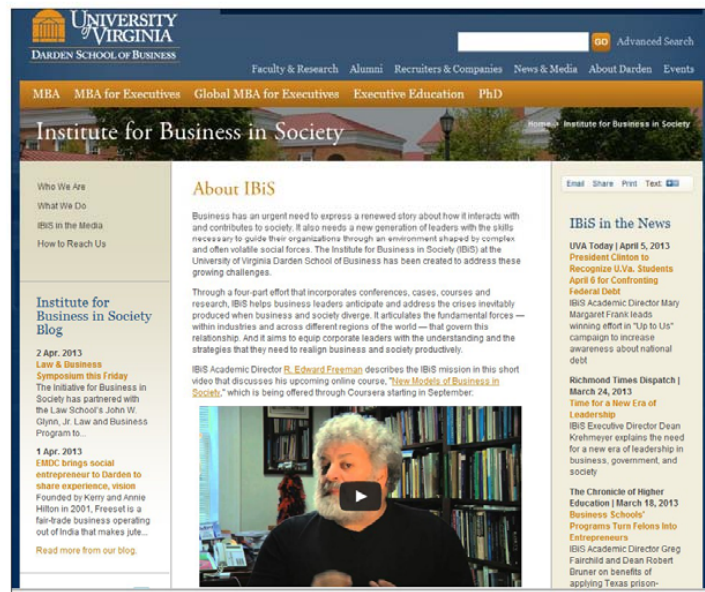 UNIVERSITY
of VIRGINIA
DARDEN SCHOOL OF BUSINESS
GO Advanced Search
Faculty & Research Alumni Recruiters & Companies News & Media About Darden Events
MBA MBA for Executives Global MBA for Executives Executive Education PhD
Institute for Business in Society
Home > Institute for Business in Society
Who We Are
What We Do
IBiS in the Media
How to Reach Us
Institute for
Business in Society
Blog
2 Apr. 2013
Law & Business
Symposium this Friday
The Initiative for Business in
Society has partnered with
the Law School's John W.
Glynn, Jr. Law and Business
Program to...
1 Apr. 2013
EMDC brings social
entrepreneur to Darden to
share experience, vision
Founded by Kerry and Annie
Hilton in 2001, Freeset is a
fair-trade business operating
out of India that makes jute...
Read more from our blog.
About IBiS
Business has an urgent need to express a renewed story about how it interacts with
and contributes to society. It also needs a new generation of leaders with the skills
necessary to guide their organizations through an environment shaped by complex
and often volatile social forces. The Institute for Business in Society (IBiS) at the
University of Virginia Darden School of Business has been created to address these
growing challenges.
Through a four-part effort that incorporates conferences, cases, courses and
research, IBiS helps business leaders anticipate and address the crises inevitably
produced when business and society diverge. It articulates the fundamental forces —
within industries and across different regions of the world — that govern this
relationship. And it aims to equip corporate leaders with the understanding and the
strategies that they need to realign business and society productively.
IBiS Academic Director R. Edward Freeman describes the IBiS mission in this short
video that discusses his upcoming online course, "New Models of Business in
Society," which is being offered through Coursera starting in September.
Email Share Print Text:
IBiS in the News
UVA Today | April 5, 2013
President Clinton to
Recognize U.Va. Students
April 6 for Confronting
Federal Debt
IBiS Academic Director Mary
Margaret Frank leads
winning effort in "Up to Us"
campaign to increase
awareness about national
debt
Richmond Times Dispatch |
March 24, 2013
Time for a New Era of
Leadership
IBiS Executive Director Dean
Krehmeyer explains the need
for a new era of leadership in
business, government, and
society
The Chronicle of Higher
Education | March 18, 2013
Business Schools'
Programs Turn Felons Into
Entrepreneurs
IBiS Academic Director Greg
Fairchild and Dean Robert
Bruner on benefits of
applying Texas prison-